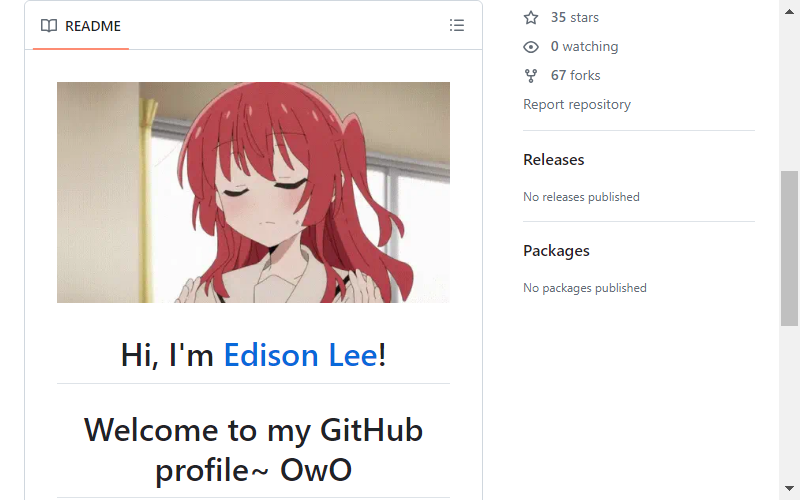 README
Hi, I'm Edison Lee!
Welcome to my GitHub
profile~ OwO
35 stars
0 watching
67 forks
Report repository
Releases
No releases published
Packages
No packages published